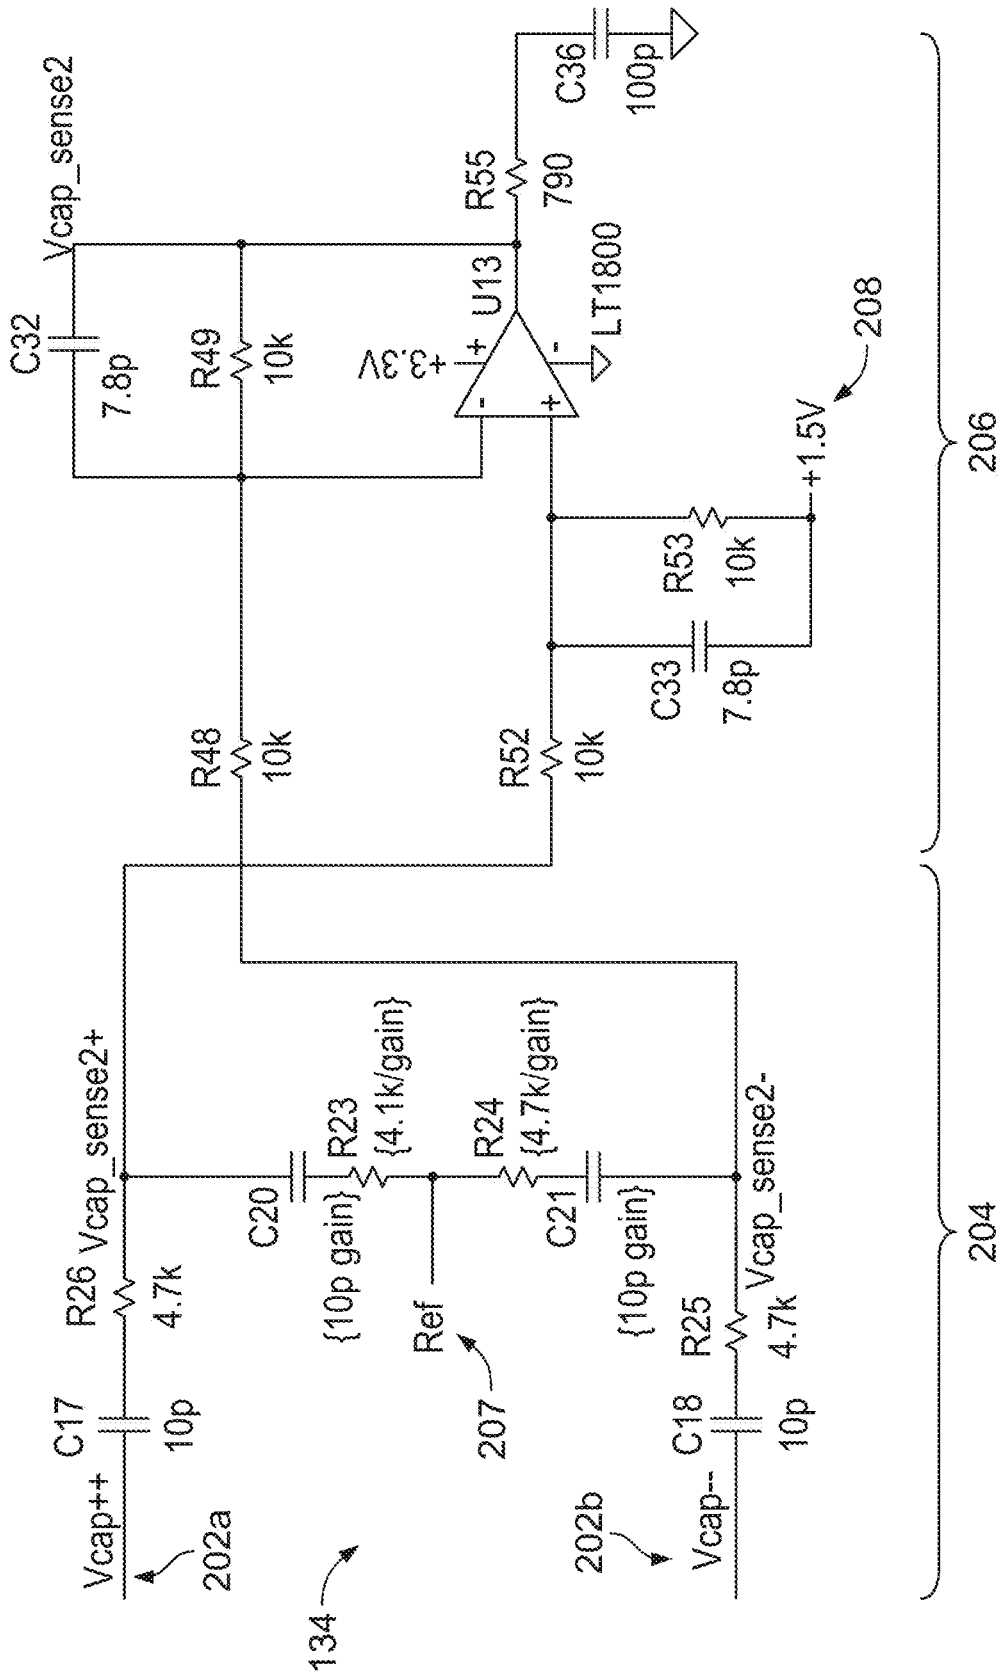 Vcap++
202a
C17
10p
R26
4.7k
Vcap_sense2+
C20
{10p gain}
R23
{4.1k/gain}
Ref
207
R24
{4.7k/gain}
C21
{10p gain}
Vcap--
202b
C18
10p
R25
4.7k
Vcap_sense2-
134
204
R48
10k
R52
10k
C33
7.8p
R53
10k
+1.5V
208
C32
7.8p
R49
10k
Vcap_sense2
+3.3V
+
-
-
+
U13
LT1800
R55
790
C36
100p
206